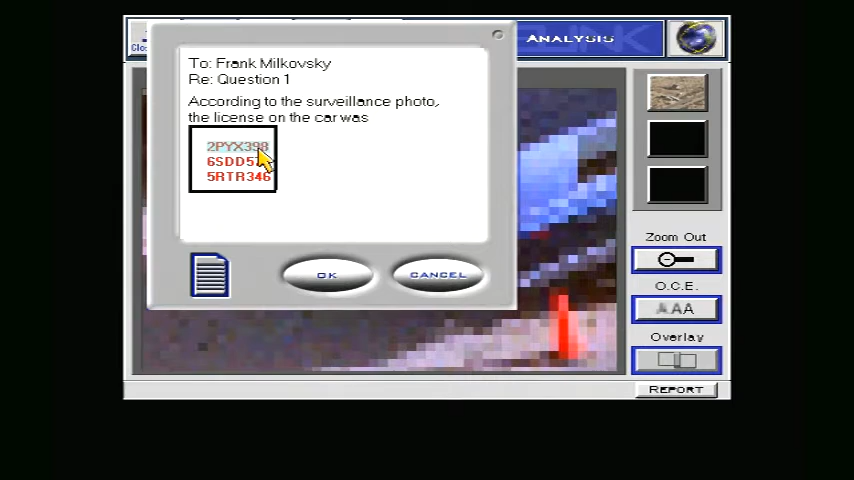 Clo
ANALYSIS
To: Frank Milkovsky
Re: Question 1
According to the surveillance photo,
the license on the car was
2PYX398
5RTR346
OK
CANCEL
Zoom Out
O.C.E.
AAA
Overlay
REPORT